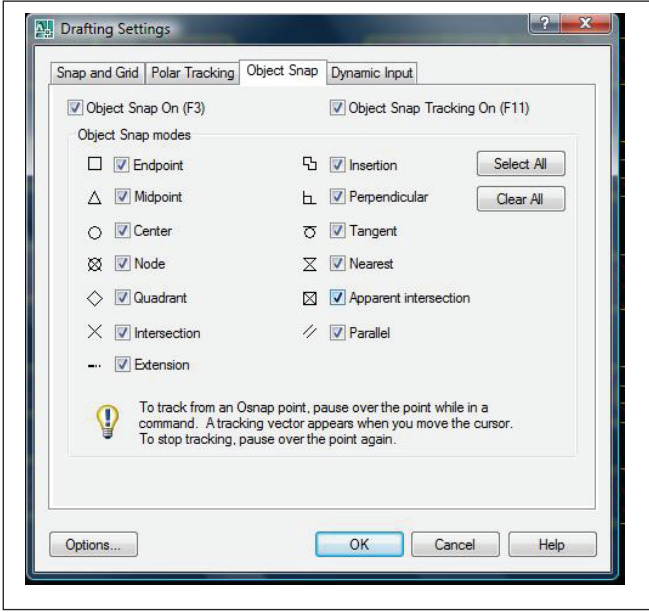 Drafting Settings
Snap and Grid Polar Tracking Object Snap Dynamic Input
Object Snap On (F3) Object Snap Tracking On (F11)
Object Snap modes
Endpoint Insertion Select All
Midpoint Perpendicular Clear All
Center Tangent
Node Nearest
Quadrant Apparent intersection
Intersection Parallel
Extension
To track from an Osnap point, pause over the point while in a
command. A tracking vector appears when you move the cursor.
To stop tracking, pause over the point again.
Options... OK Cancel Help